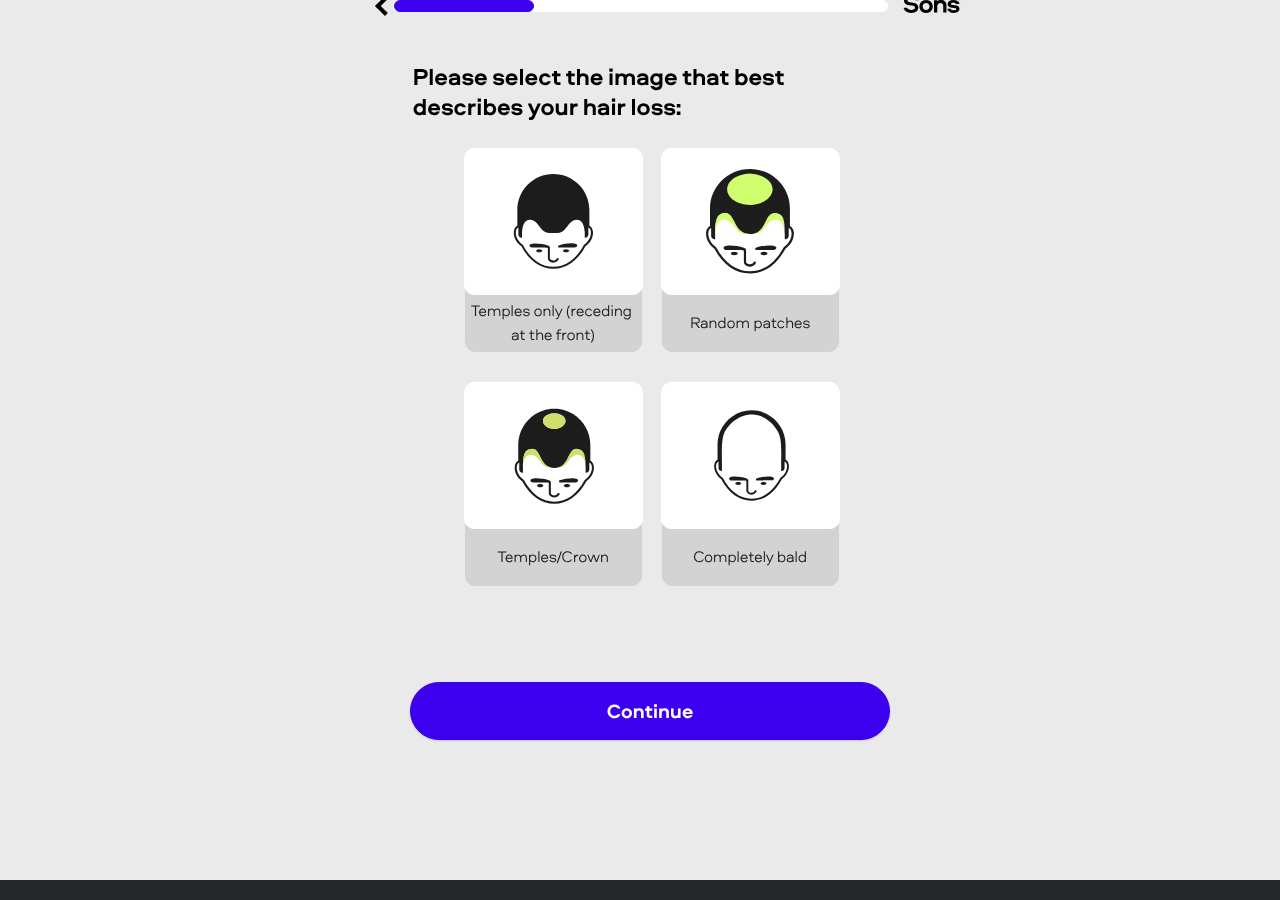 Sons
Please select the image that best
describes your hair loss:
Temples only (receding
at the front)
Random patches
Temples/Crown
Completely bald
Continue